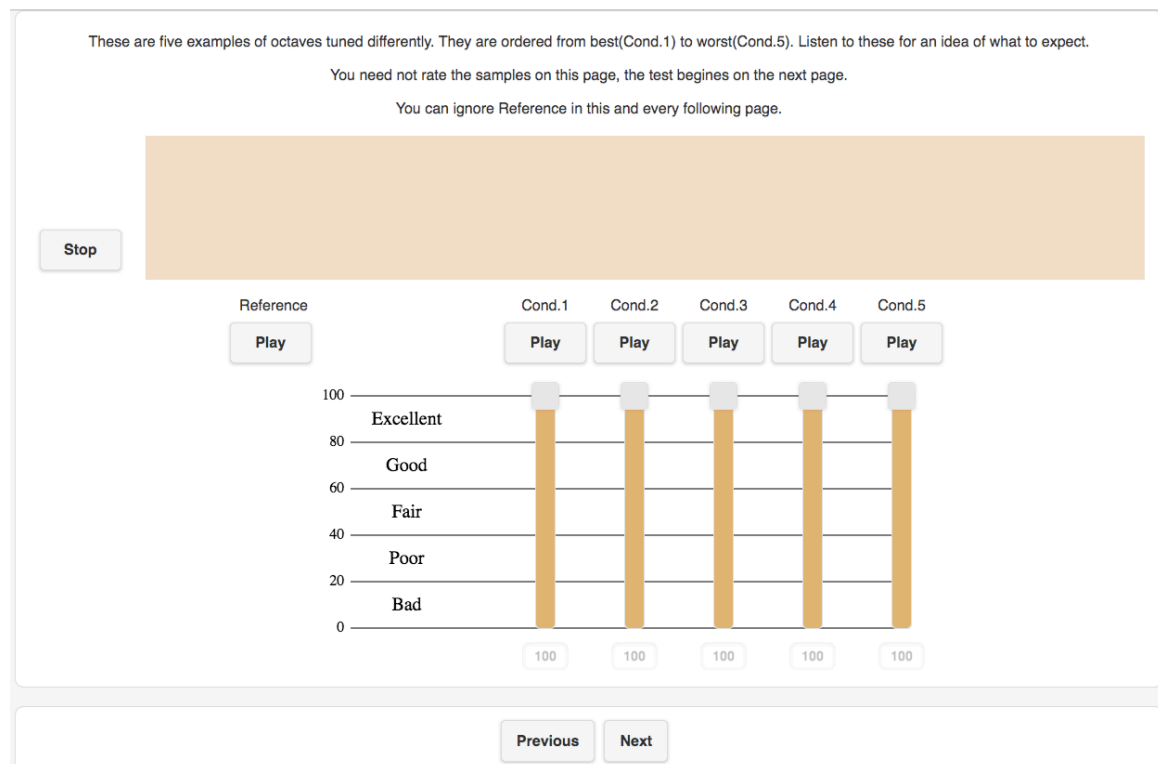 These are five examples of octaves tuned differently. They are ordered from best(Cond.1) to worst(Cond.5). Listen to these for an idea of what to expect.
You need not rate the samples on this page, the test begines on the next page.
You can ignore Reference in this and every following page.
Stop
Reference Cond.1 Cond.2 Cond.3 Cond.4 Cond.5
Play Play Play Play Play Play
100
Excellent
80
Good
60
Fair
40
Poor
20
Bad
0
100 100 100 100 100
Previous Next